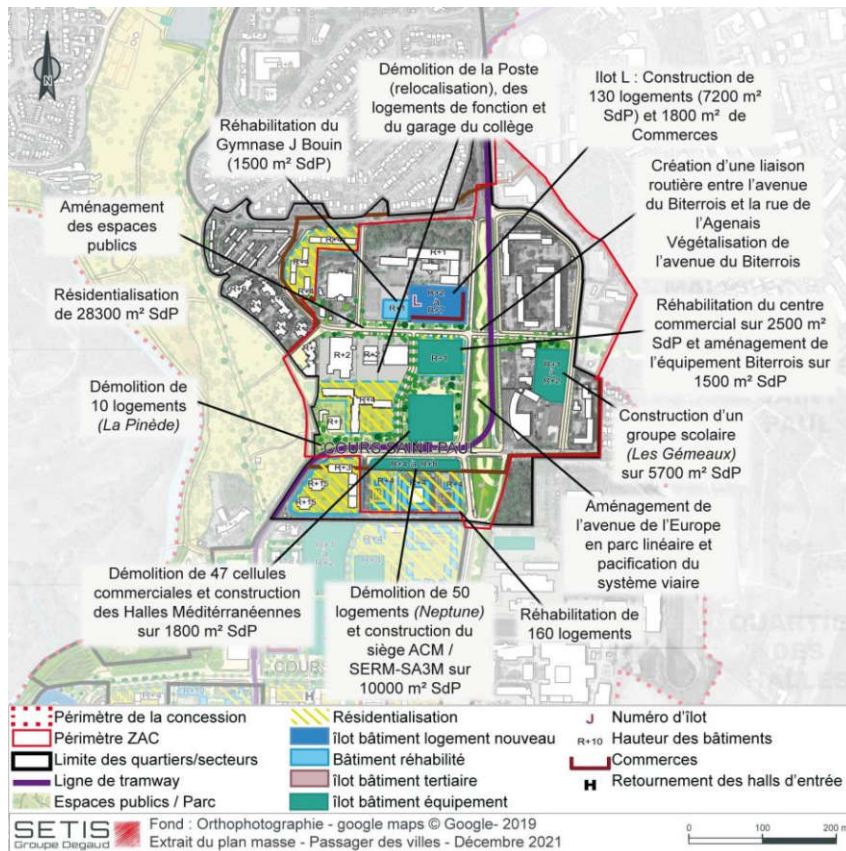 Démolition de la Poste
(relocalisation), des
logements de fonction et
du garage du collège
Ilot L : Construction de
130 logements (7200 m²
SdP) et 1800 m² de
Commerces
Réhabilitation du
Gymnase J Bouin
(1500 m² SdP)
Création d'une liaison
routière entre l'avenue
du Biterrois et la rue de
l'Agenais
Végétalisation de
l'avenue du Biterrois
Aménagement
des espaces
publics
Résidentialisation
de 28300 m² SdP
Réhabilitation du centre
commercial sur 2500 m²
SdP et aménagement de
l'équipement Biterrois sur
1500 m² SdP
Démolition de
10 logements
(La Pinède)
Construction d'un
groupe scolaire
(Les Gémeaux)
sur 5700 m² SdP
N
R+1
L
R+2
R+2
R+4
COURS SAINT-PAUL
R+15
R+15
Aménagement de
l'avenue de l'Europe
en parc linéaire et
pacification du
système viaire
Démolition de 47 cellules
commerciales et construction
des Halles Méditérranéennes
sur 1800 m² SdP
Démolition de 50
logements (Neptune)
et construction du
siège ACM /
SERM-SA3M sur
10000 m² SdP
Réhabilitation de
160 logements
COURS
H
Périmètre de la concession
Périmètre ZAC
Limite des quartiers/secteurs
Ligne de tramway
Espaces publics / Parc
Résidentialisation
îlot bâtiment logement nouveau
Bâtiment réhabilité
îlot bâtiment tertiaire
îlot bâtiment équipement
J Numéro d'îlot
R+10 Hauteur des bâtiments
Commerces
H Retournement des halls d'entrée
SETIS
Groupe Degaud
Fond : Orthophotographie - google maps © Google- 2019
Extrait du plan masse - Passager des villes - Décembre 2021
0 100 200 m